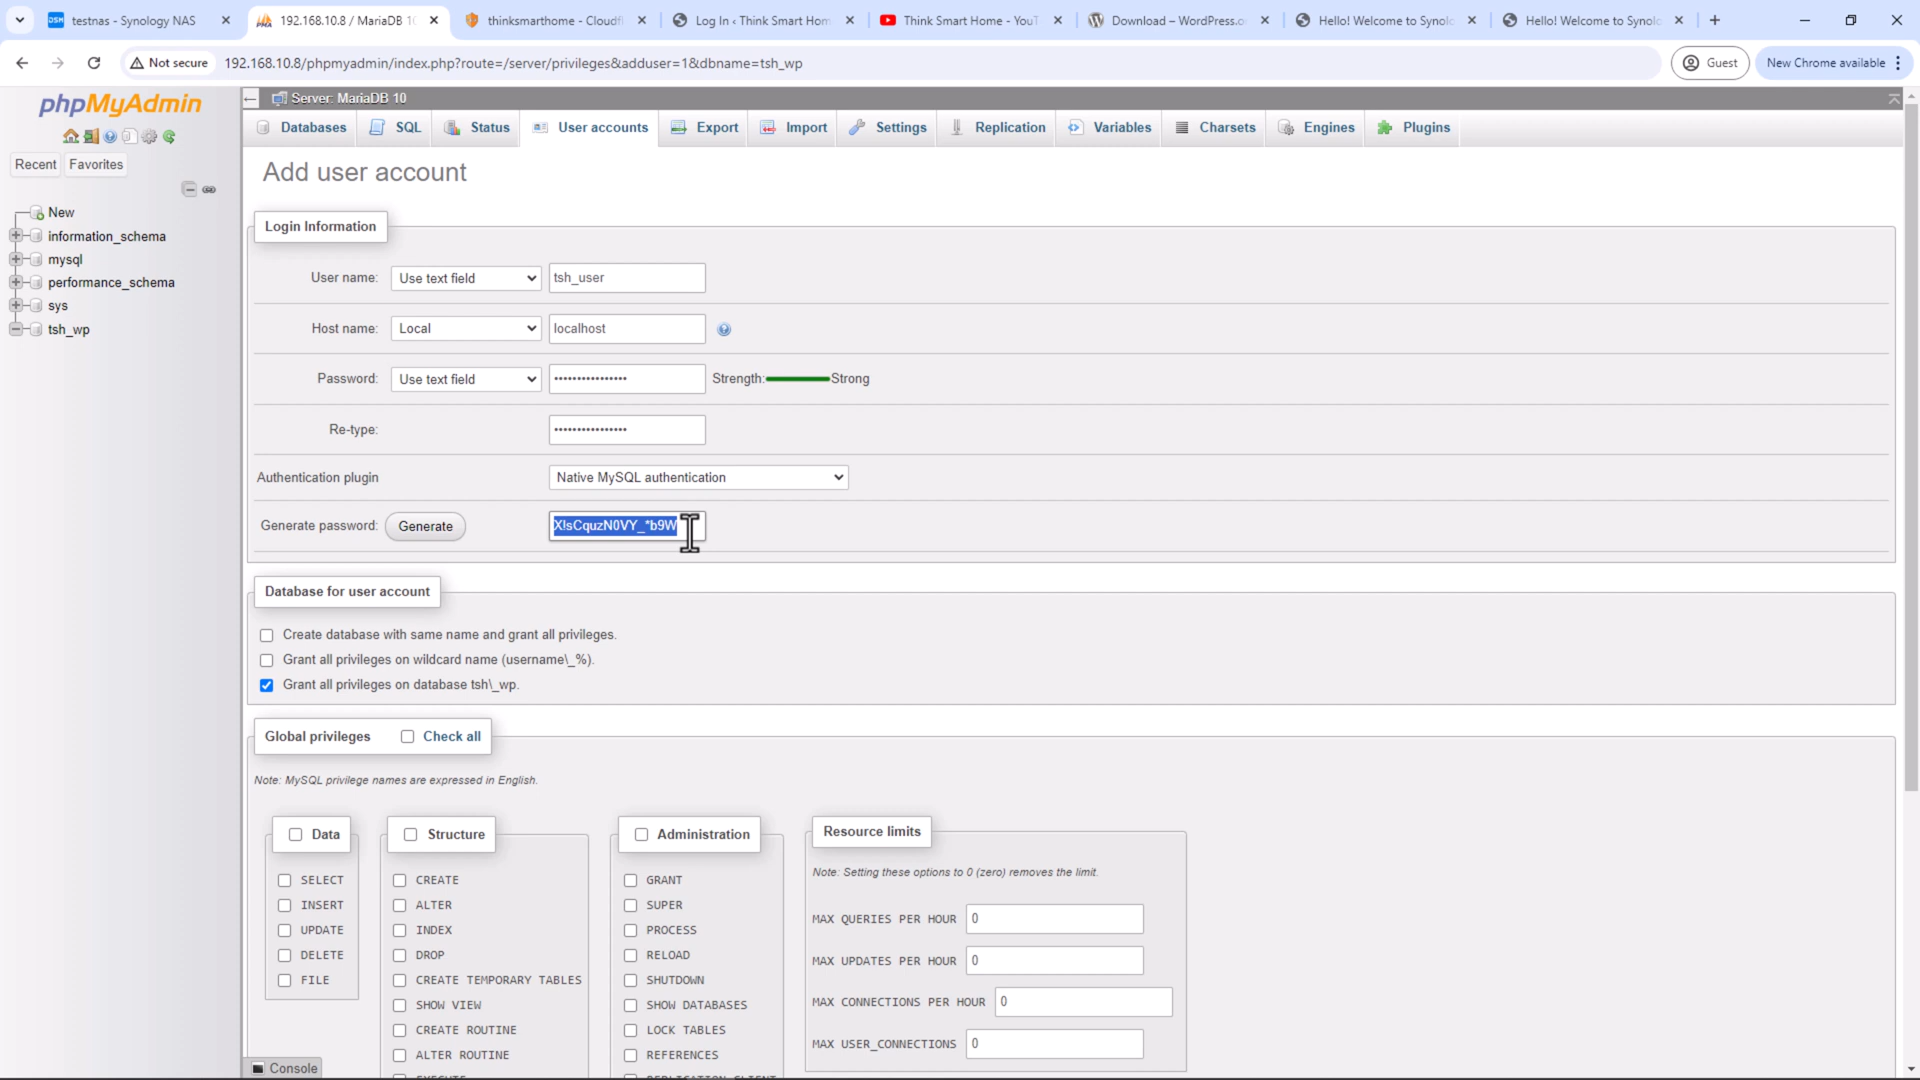 testnas - Synology NAS
192.168.10.8 / MariaDB 10
thinksmarthome - Cloudfl
Log In ‹ Think Smart Hom
Think Smart Home - YouT
Download – WordPress.o
Hello! Welcome to Synolo
Hello! Welcome to Synolo
Not secure
192.168.10.8/phpmyadmin/index.php?route=/server/privileges&adduser=1&dbname=tsh_wp
Guest
New Chrome available
phpMyAdmin
Recent
Favorites
New
information_schema
mysql
performance_schema
sys
tsh_wp
Server: MariaDB 10
Databases
SQL
Status
User accounts
Export
Import
Settings
Replication
Variables
Charsets
Engines
Plugins
Add user account
Login Information
User name: Use text field tsh_user
Host name: Local localhost
Password: Use text field •••••••••••••••• Strength: Strong
Re-type: ••••••••••••••••
Authentication plugin Native MySQL authentication
Generate password: Generate X!sCquzN0VY_*b9W
Database for user account
Create database with same name and grant all privileges.
Grant all privileges on wildcard name (username\_%).
Grant all privileges on database tsh\_wp.
Global privileges Check all
Note: MySQL privilege names are expressed in English.
Data
SELECT
INSERT
UPDATE
DELETE
FILE
Structure
CREATE
ALTER
INDEX
DROP
CREATE TEMPORARY TABLES
SHOW VIEW
CREATE ROUTINE
ALTER ROUTINE
EXECUTE
Administration
GRANT
SUPER
PROCESS
RELOAD
SHUTDOWN
SHOW DATABASES
LOCK TABLES
REFERENCES
REPLICATION CLIENT
Resource limits
Note: Setting these options to 0 (zero) removes the limit.
MAX QUERIES PER HOUR 0
MAX UPDATES PER HOUR 0
MAX CONNECTIONS PER HOUR 0
MAX USER_CONNECTIONS 0
Console